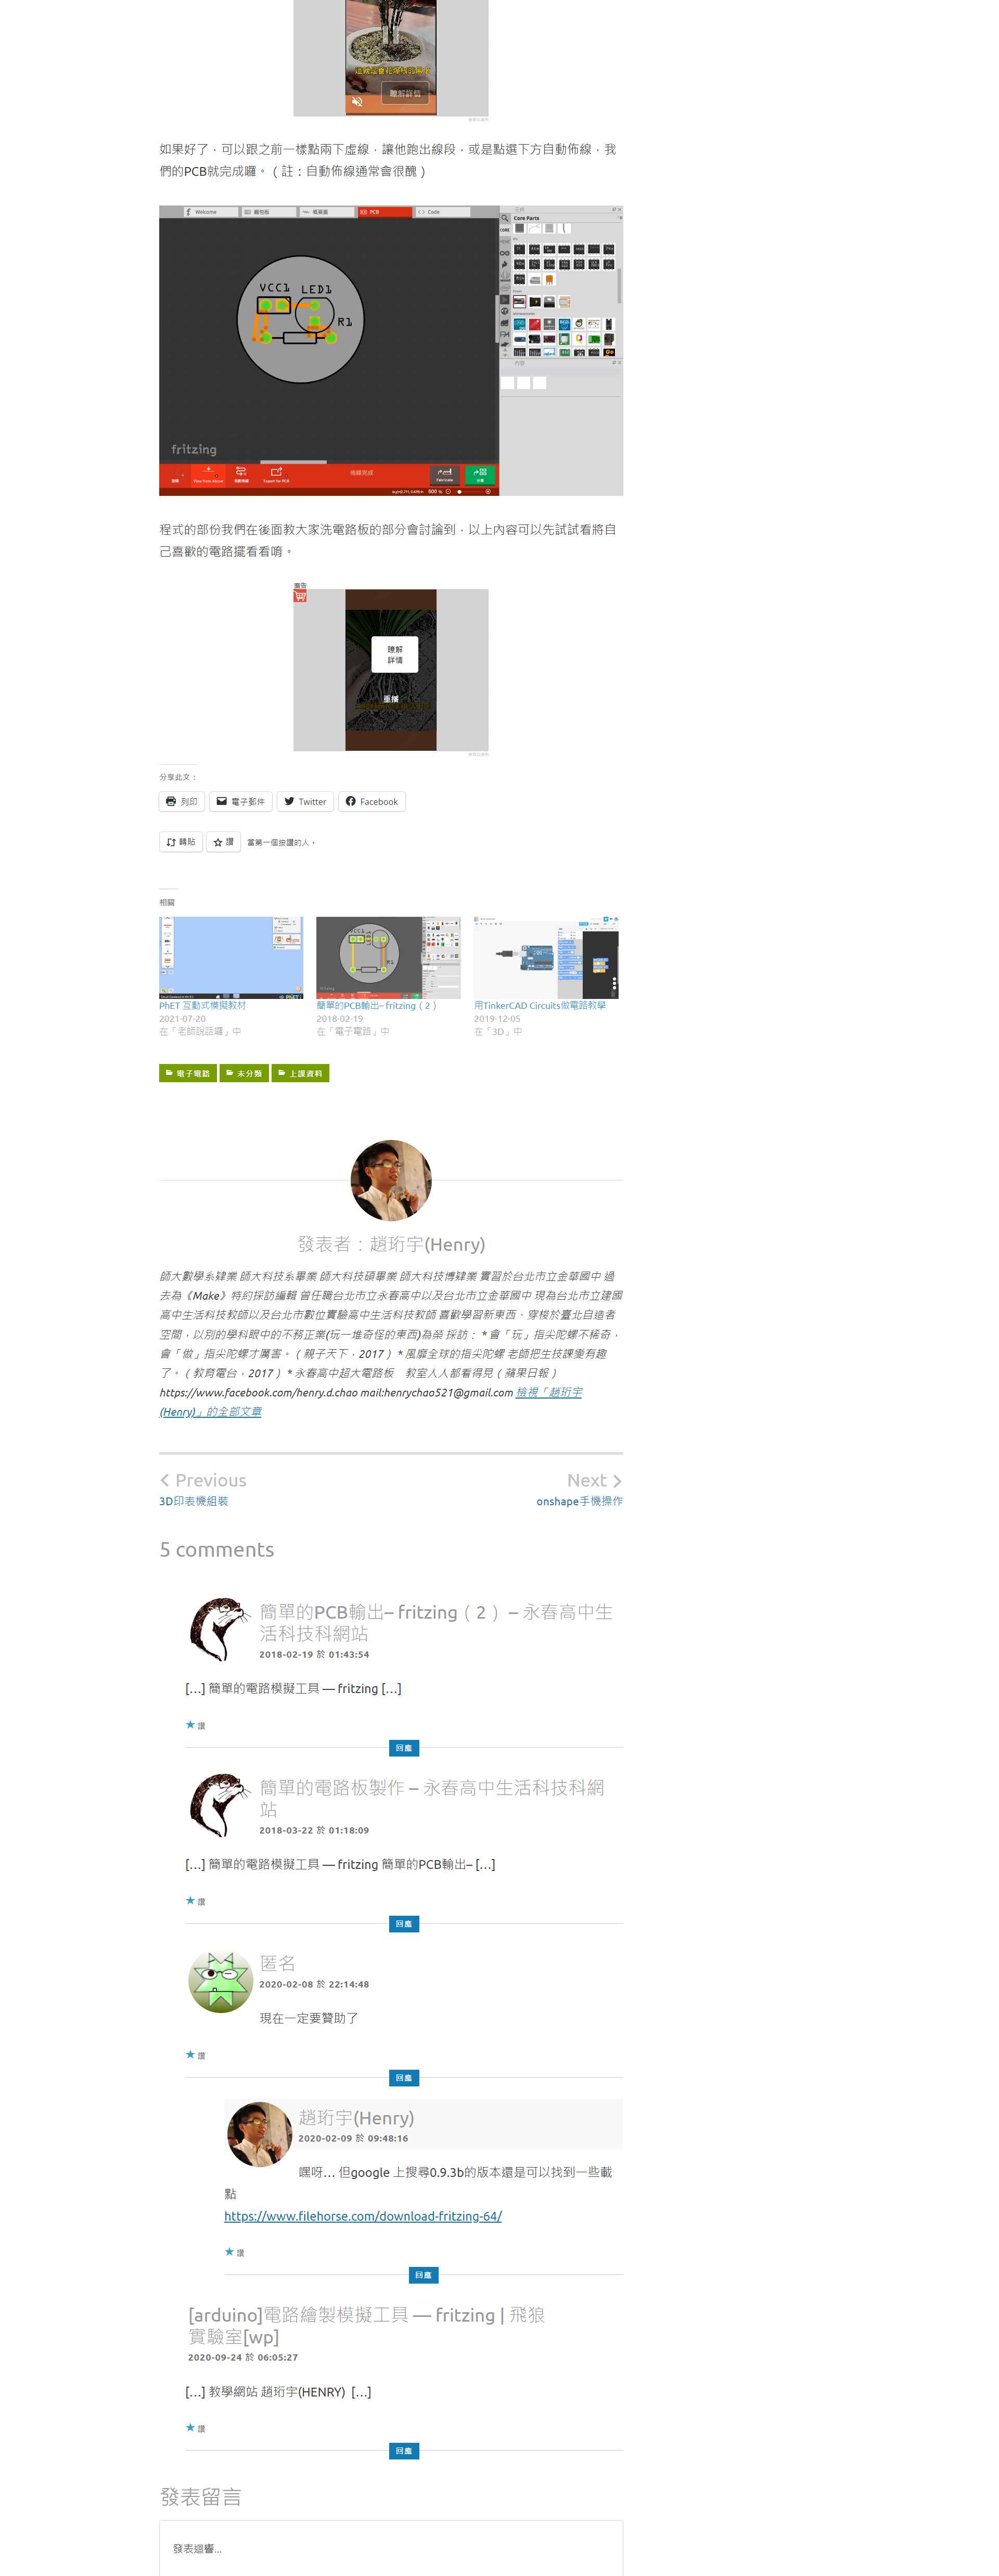 瞭解詳情
如果好了，可以跟之前一樣點兩下虛線，讓他跑出線段，或是點選下方自動佈線，我
們的PCB就完成囉。（註：自動佈線通常會很醜）
Welcome
麵包板
概要圖
PCB
Code
Core Parts
CORE
VCC1
LED1
R1
fritzing
View from Above
自動佈線
Export for PCB
佈線完成
Fabricate
分享
程式的部份我們在後面教大家洗電路板的部分會討論到，以上內容可以先試試看將自
己喜歡的電路擺看看唷。
廣告
瞭解
詳情
重播
分享此文：
列印
電子郵件
Twitter
Facebook
轉貼
讚
當第一個按讚的人。
相關
PhET 互動式模擬教材
2021-07-20
在「老師說話囉」中
簡單的PCB輸出– fritzing（2）
2018-02-19
在「電子電路」中
用TinkerCAD Circuits做電路教學
2019-12-05
在「3D」中
電子電路
未分類
上課資料
發表者：趙珩宇(Henry)
師大數學系肄業 師大科技系畢業 師大科技碩畢業 師大科技博肄業 實習於台北市立金華國中 過
去為《Make》特約採訪編輯 曾任職台北市立永春高中以及台北市立金華國中 現為台北市立建國
高中生活科技教師以及台北市數位實驗高中生活科技教師 喜歡學習新東西、穿梭於臺北自造者
空間，以別的學科眼中的不務正業(玩一堆奇怪的東西)為榮 採訪： * 會「玩」指尖陀螺不稀奇，
會「做」指尖陀螺才厲害。（親子天下，2017） * 風靡全球的指尖陀螺 老師把生技課變有趣
了。（教育電台，2017） * 永春高中超大電路板　教室人人都看得見（蘋果日報）
https://www.facebook.com/henry.d.chao mail:henrychao521@gmail.com 檢視「趙珩宇
(Henry)」的全部文章
Previous
3D印表機組裝
Next
onshape手機操作
5 comments
簡單的PCB輸出– fritzing（2） – 永春高中生
活科技科網站
2018-02-19 於 01:43:54
[…] 簡單的電路模擬工具 — fritzing […]
讚
回應
簡單的電路板製作 – 永春高中生活科技科網
站
2018-03-22 於 01:18:09
[…] 簡單的電路模擬工具 — fritzing 簡單的PCB輸出– […]
讚
回應
匿名
2020-02-08 於 22:14:48
現在一定要贊助了
讚
回應
趙珩宇(Henry)
2020-02-09 於 09:48:16
嘿呀… 但google 上搜尋0.9.3b的版本還是可以找到一些載
點
https://www.filehorse.com/download-fritzing-64/
讚
[arduino]電路繪製模擬工具 — fritzing | 飛狼
實驗室[wp]
2020-09-24 於 06:05:27
回應
[…] 教學網站 趙珩宇(HENRY)  […]
讚
回應
發表留言